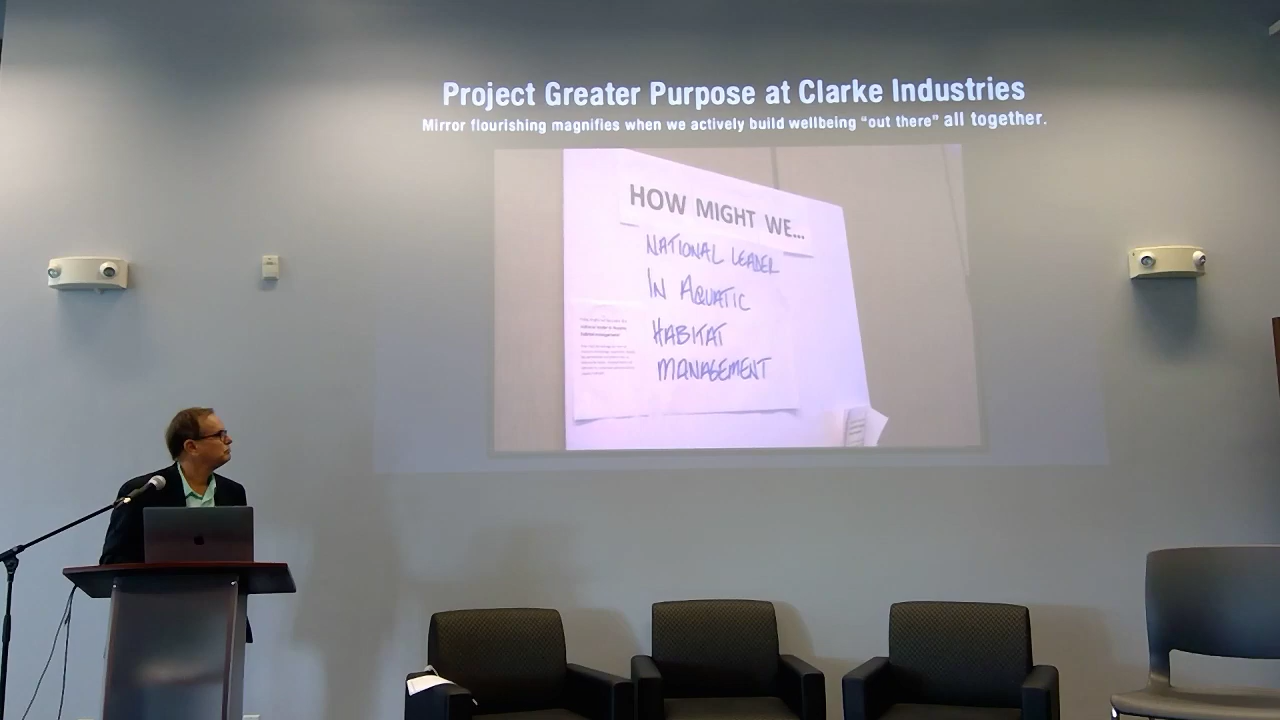 Project Greater Purpose at Clarke Industries
Mirror flourishing magnifies when we actively build wellbeing "out there" all together.
HOW MIGHT WE...
NATIONAL LEADER
IN AQUATIC
HABITAT
MANAGEMENT